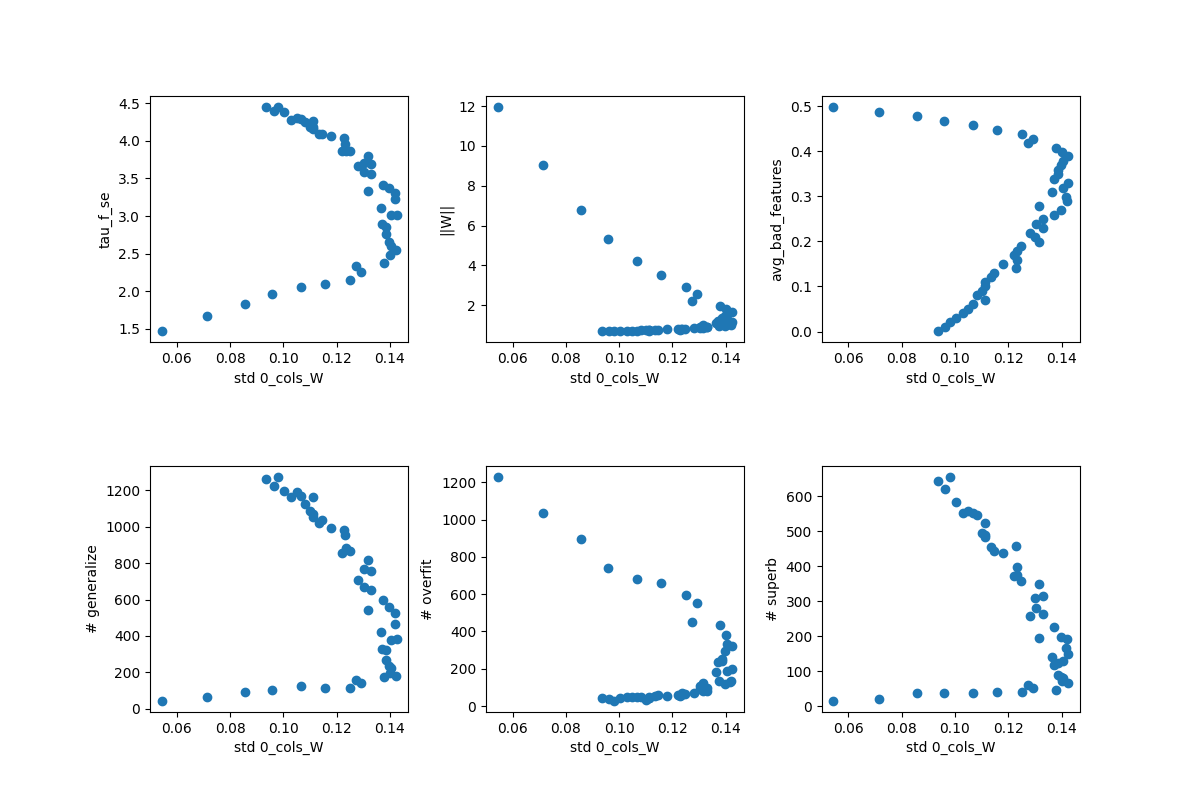 4.5
4.0
3.5
3.0
2.5
2.0
1.5
tau_f_se
0.06 0.08 0.10 0.12 0.14
std 0_cols_W
12
10
8
6
4
2
||W||
0.06 0.08 0.10 0.12 0.14
std 0_cols_W
0.5
0.4
0.3
0.2
0.1
0.0
avg_bad_features
0.06 0.08 0.10 0.12 0.14
std 0_cols_W
1200
1000
800
600
400
200
0
# generalize
0.06 0.08 0.10 0.12 0.14
std 0_cols_W
1200
1000
800
600
400
200
0
# overfit
0.06 0.08 0.10 0.12 0.14
std 0_cols_W
600
500
400
300
200
100
0
# superb
0.06 0.08 0.10 0.12 0.14
std 0_cols_W